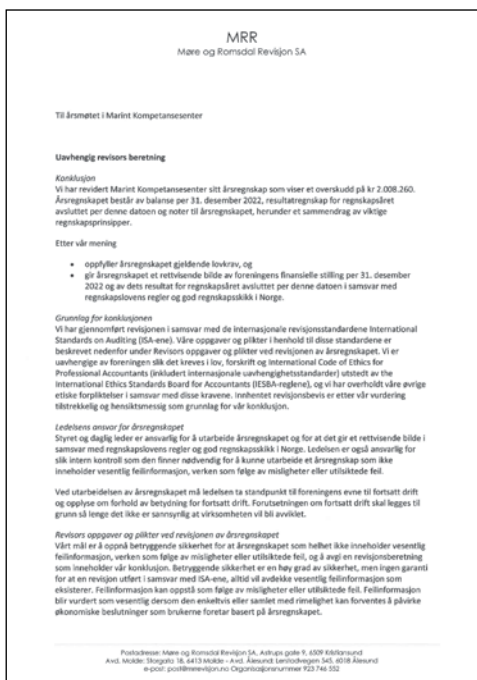 MRR
Møre og Romsdal Revisjon SA
Til årsmøtet i Marint Kompetansesenter
Uavhengig revisors beretning
Konklusjon
Vi har revidert Marint Kompetansesenter sitt årsregnskap som viser et overskudd på kr 2.008.260.
Årsregnskapet består av balanse per 31. desember 2022, resultatregnskap for regnskapsåret
avsluttet per denne datoen og noter til årsregnskapet, herunder et sammendrag av viktige
regnskapsprinsipper.
Etter vår mening
• oppfyller årsregnskapet gjeldende lovkrav, og
• gir årsregnskapet et rettvisende bilde av foreningens finansielle stilling per 31. desember
2022 og av dets resultat for regnskapsåret avsluttet per denne datoen i samsvar med
regnskapslovens regler og god regnskapsskikk i Norge.
Grunnlag for konklusjonen
Vi har gjennomført revisjonen i samsvar med de internasjonale revisjonsstandardene International
Standards on Auditing (ISA-ene). Våre oppgaver og plikter i henhold til disse standardene er
beskrevet nedenfor under Revisors oppgaver og plikter ved revisjonen av årsregnskapet. Vi er
uavhengige av foreningen slik det kreves i lov, forskrift og International Code of Ethics for
Professional Accountants (inkludert internasjonale uavhengighetsstandarder) utstedt av the
International Ethics Standards Board for Accountants (IESBA-reglene), og vi har overholdt våre øvrige
etiske forpliktelser i samsvar med disse kravene. Innhentet revisjonsbevis er etter vår vurdering
tilstrekkelig og hensiktsmessig som grunnlag for vår konklusjon.
Ledelsens ansvar for årsregnskapet
Styret og daglig leder er ansvarlig for å utarbeide årsregnskapet og for at det gir et rettvisende bilde i
samsvar med regnskapslovens regler og god regnskapsskikk i Norge. Ledelsen er også ansvarlig for
slik intern kontroll som den finner nødvendig for å kunne utarbeide et årsregnskap som ikke
inneholder vesentlig feilinformasjon, verken som følge av misligheter eller utilsiktede feil.
Ved utarbeidelsen av årsregnskapet må ledelsen ta standpunkt til foreningens evne til fortsatt drift
og opplyse om forhold av betydning for fortsatt drift. Forutsetningen om fortsatt drift skal legges til
grunn så lenge det ikke er sannsynlig at virksomheten vil bli avviklet.
Revisors oppgaver og plikter ved revisjonen av årsregnskapet
Vårt mål er å oppnå betryggende sikkerhet for at årsregnskapet som helhet ikke inneholder vesentlig
feilinformasjon, verken som følge av misligheter eller utilsiktede feil, og å avgi en revisjonsberetning
som inneholder vår konklusjon. Betryggende sikkerhet er en høy grad av sikkerhet, men ingen garanti
for at en revisjon utført i samsvar med ISA-ene, alltid vil avdekke vesentlig feilinformasjon som
eksisterer. Feilinformasjon kan oppstå som følge av misligheter eller utilsiktede feil. Feilinformasjon
blir vurdert som vesentlig dersom den enkeltvis eller samlet med rimelighet kan forventes å påvirke
økonomiske beslutninger som brukerne foretar basert på årsregnskapet.
Postadresse: Møre og Romsdal Revisjon SA, Astrups gate 9, 6509 Kristiansund
Avd. Molde: Storgata 18, 6413 Molde - Avd. Ålesund: Lerstadvegen 545, 6018 Ålesund
e-post: post@mrrevisjon.no Organisasjonsnummer 923 746 552